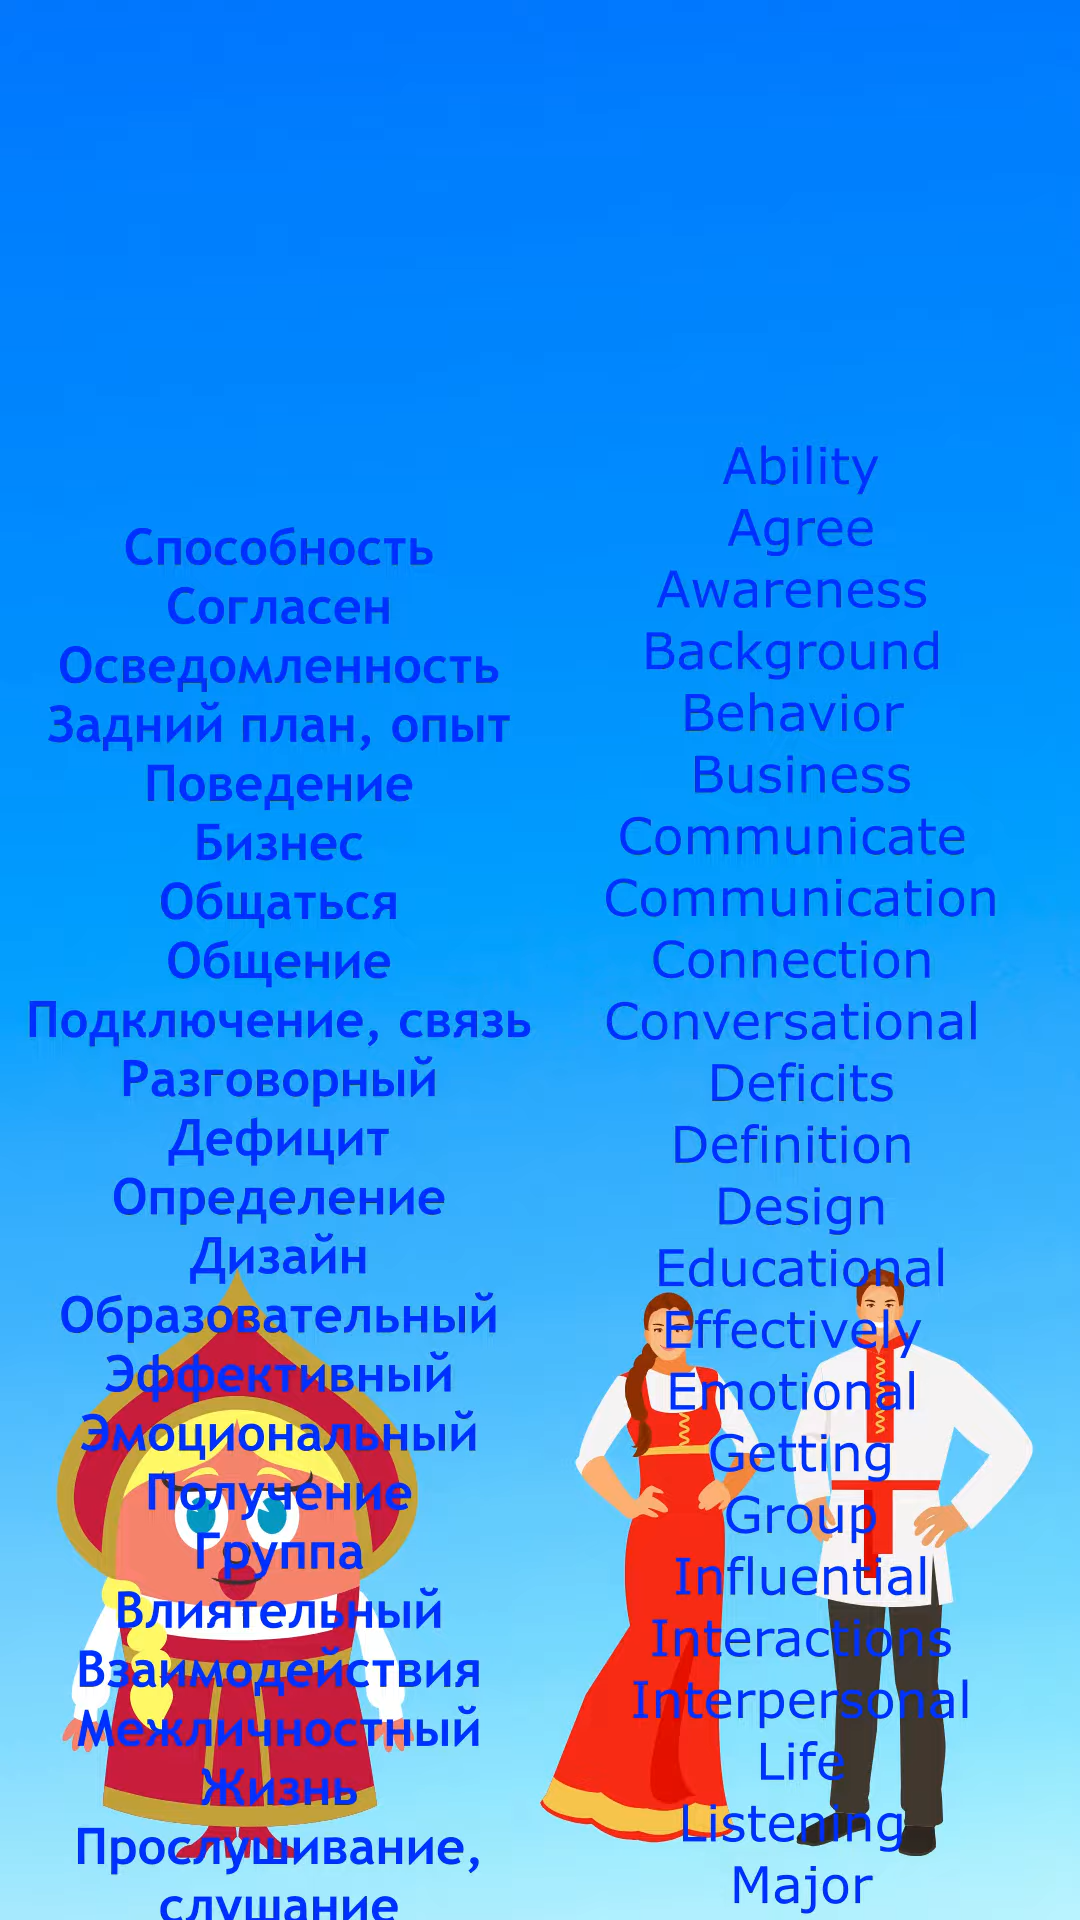 Способность
Согласен
Осведомленность
Задний план, опыт
Поведение
Бизнес
Общаться
Общение
Подключение, связь
Разговорный
Дефицит
Определение
Дизайн
Образовательный
Эффективный
Эмоциональный
Получение
Группа
Влиятельный
Взаимодействия
Межличностный
Жизнь
Прослушивание,
слушание
Ability
Agree
Awareness
Background
Behavior
Business
Communicate
Communication
Connection
Conversational
Deficits
Definition
Design
Educational
Effectively
Emotional
Getting
Group
Influential
Interactions
Interpersonal
Life
Listening
Major